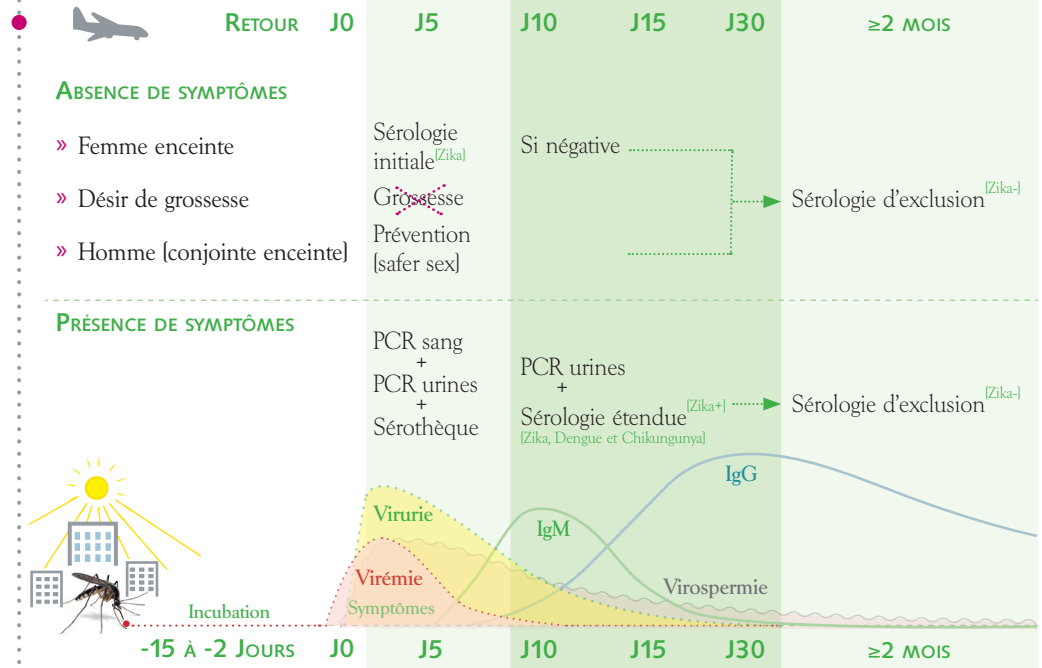 RETOUR J0 J5 J10 J15 J30 ≥2 MOIS
ABSENCE DE SYMPTÔMES
» Femme enceinte
» Désir de grossesse
» Homme (conjointe enceinte)
Sérologie
initiale (Zika)
Grossesse
Prévention
(safer sex)
Si négative
Sérologie d'exclusion (Zika-)
PRÉSENCE DE SYMPTÔMES
PCR sang
+
PCR urines
+
Sérothèque
PCR urines
+
Sérologie étendue (Zika+)
(Zika, Dengue et Chikungunya)
Sérologie d'exclusion (Zika-)
IgG
Virurie
IgM
Virémie
Virospermie
Symptômes
Incubation
-15 À -2 JOURS J0 J5 J10 J15 J30 ≥2 MOIS